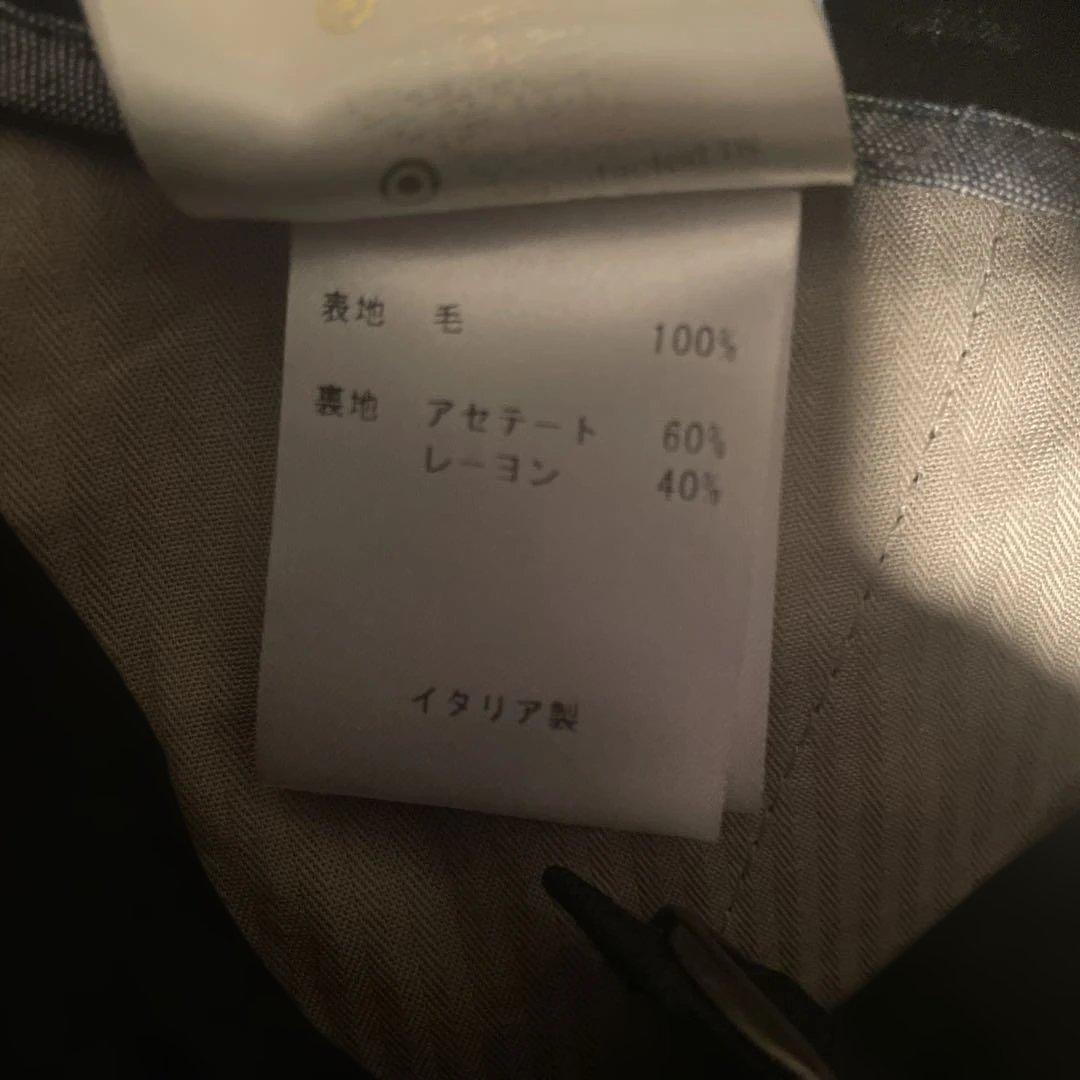 表地 毛 100%
裏地 アセテート 60%
レーヨン 40%
イタリア製